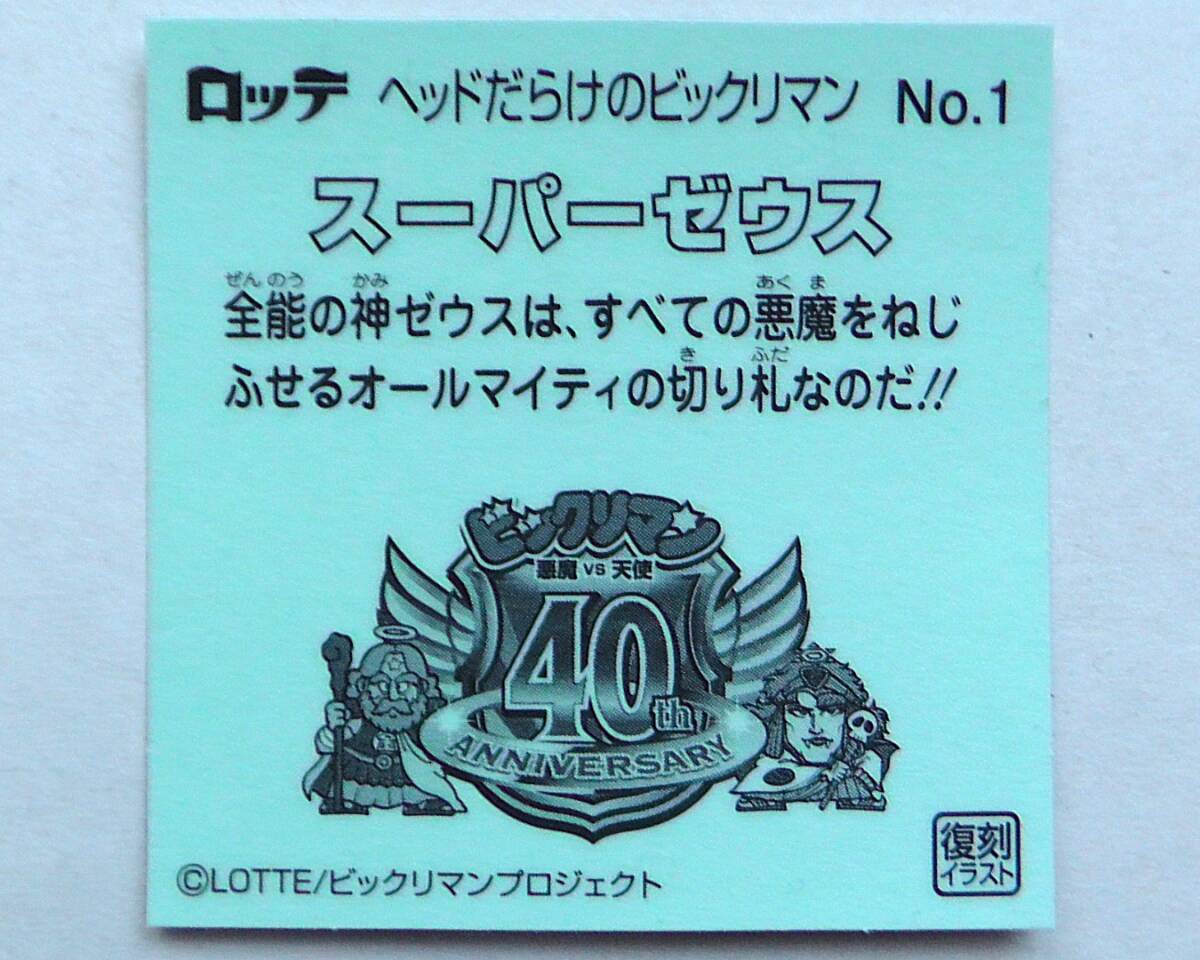 ロッテ ヘッドだらけのビックリマン No.1
スーパーゼウス
ぜんのう かみ あくま
全能の神ゼウスは、すべての悪魔をねじ
き ふだ
ふせるオールマイティの切り札なのだ!!
ビックリマン
悪魔 VS 天使
40th
ANNIVERSARY
全
©LOTTE/ビックリマンプロジェクト
復刻
イラスト